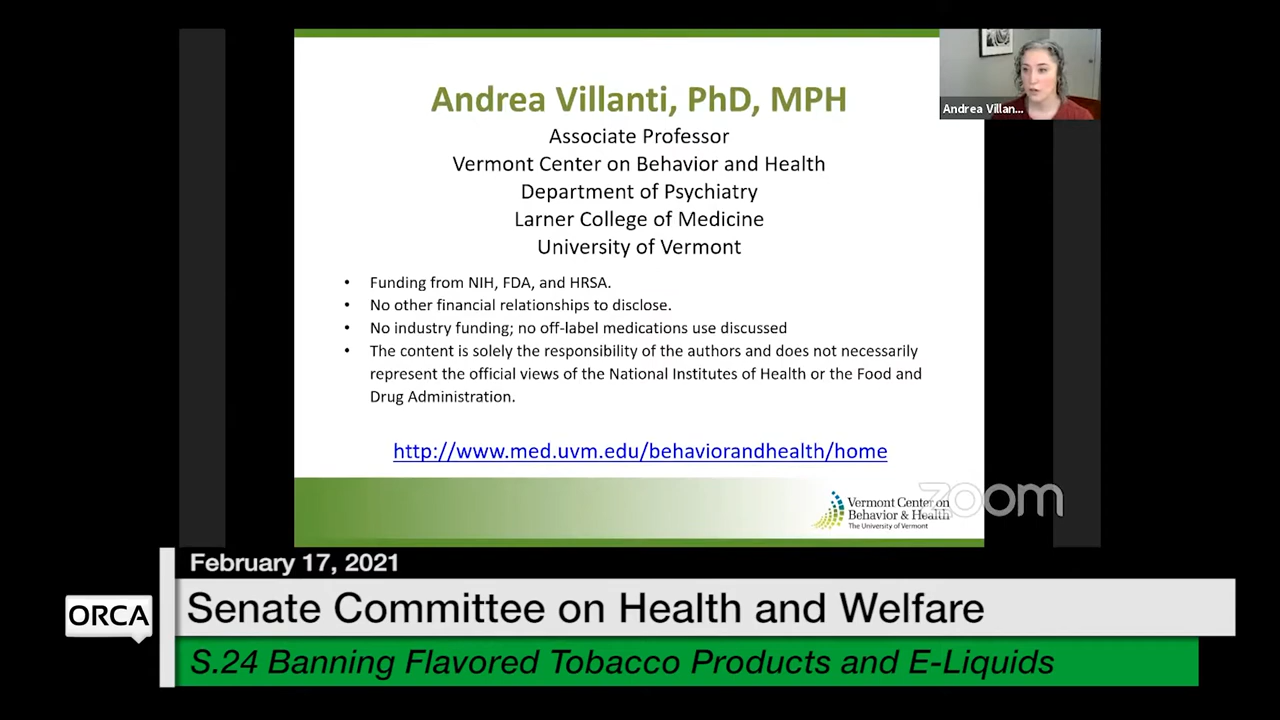 Andrea Villanti, PhD, MPH
Associate Professor
Vermont Center on Behavior and Health
Department of Psychiatry
Larner College of Medicine
University of Vermont
• Funding from NIH, FDA, and HRSA.
• No other financial relationships to disclose.
• No industry funding; no off-label medications use discussed
• The content is solely the responsibility of the authors and does not necessarily
represent the official views of the National Institutes of Health or the Food and
Drug Administration.
http://www.med.uvm.edu/behaviorandhealth/home
Vermont Center on
Behavior & Health
The University of Vermont
zoom
Andrea Villan...
February 17, 2021
ORCA
Senate Committee on Health and Welfare
S.24 Banning Flavored Tobacco Products and E-Liquids